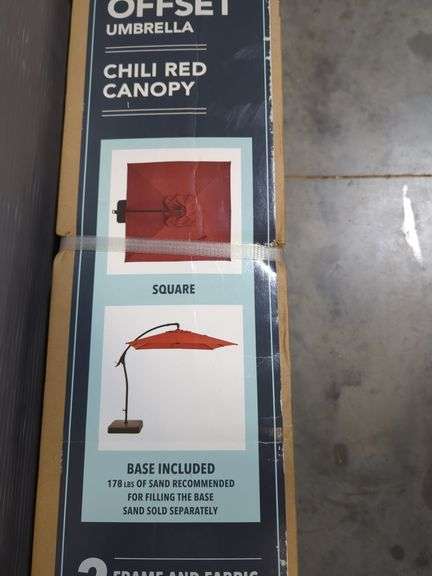 OFFSET
UMBRELLA
CHILI RED
CANOPY
SQUARE
BASE INCLUDED
178 LBS OF SAND RECOMMENDED
FOR FILLING THE BASE
SAND SOLD SEPARATELY
2 FRAME AND FABRIC